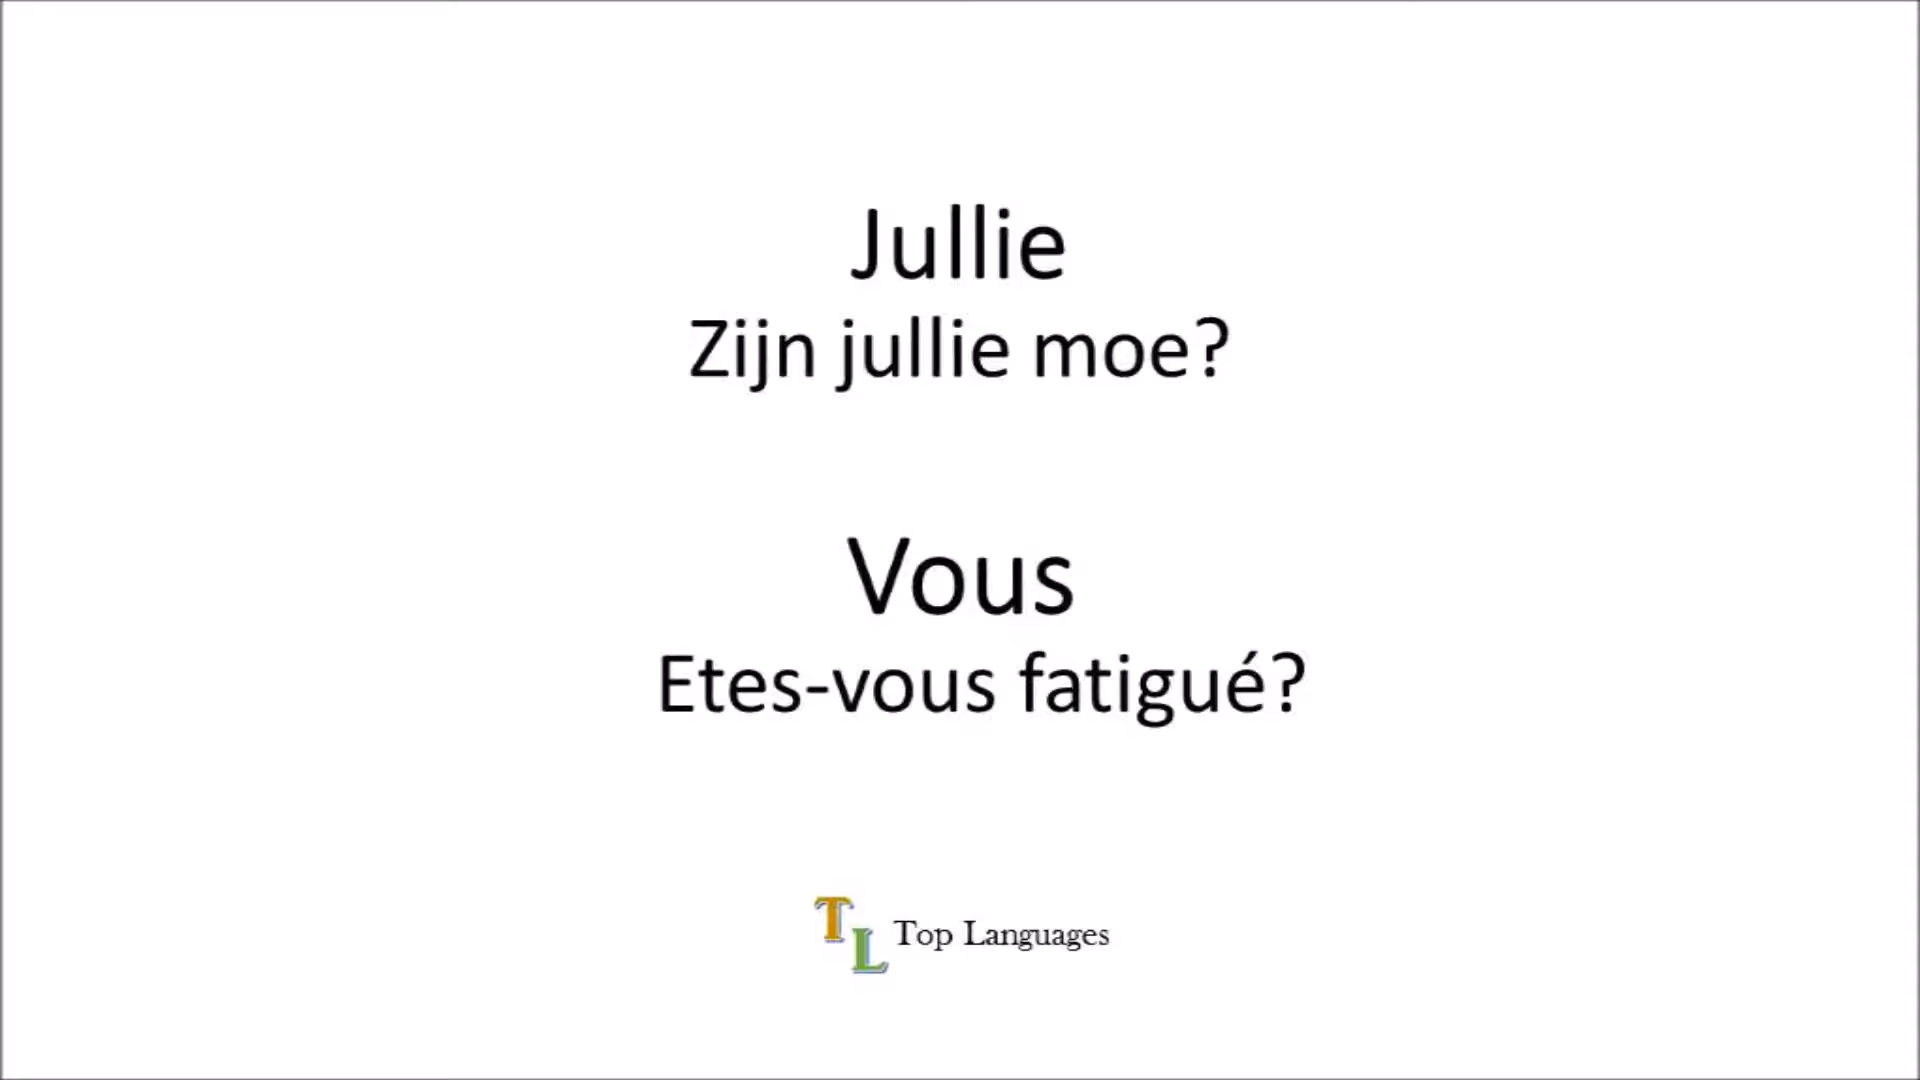 Jullie
Zijn jullie moe?
Vous
Etes-vous fatigué?
TL Top Languages